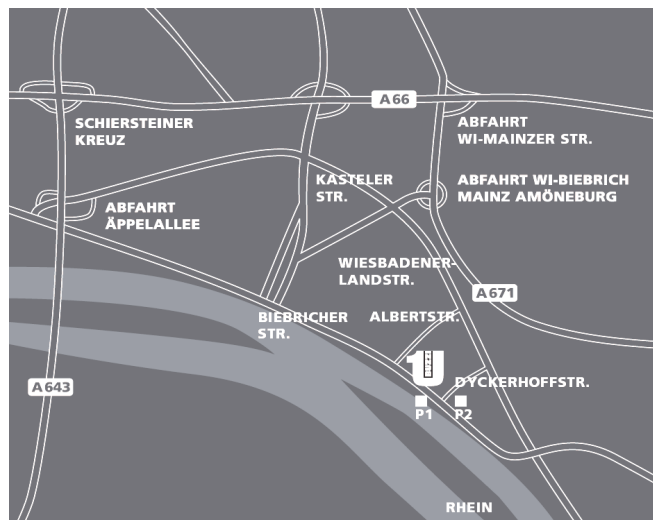 A66
SCHIERSTEINER
KREUZ
ABFAHRT
WI-MAINZER STR.
KASTELER
STR.
ABFAHRT WI-BIEBRICH
MAINZ AMÖNEBURG
ABFAHRT
ÄPPELALLEE
WIESBADENER-
LANDSTR.
A671
BIEBRICHER
STR.
ALBERTSTR.
DYCKERHOFFSTR.
A643
P1
P2
RHEIN